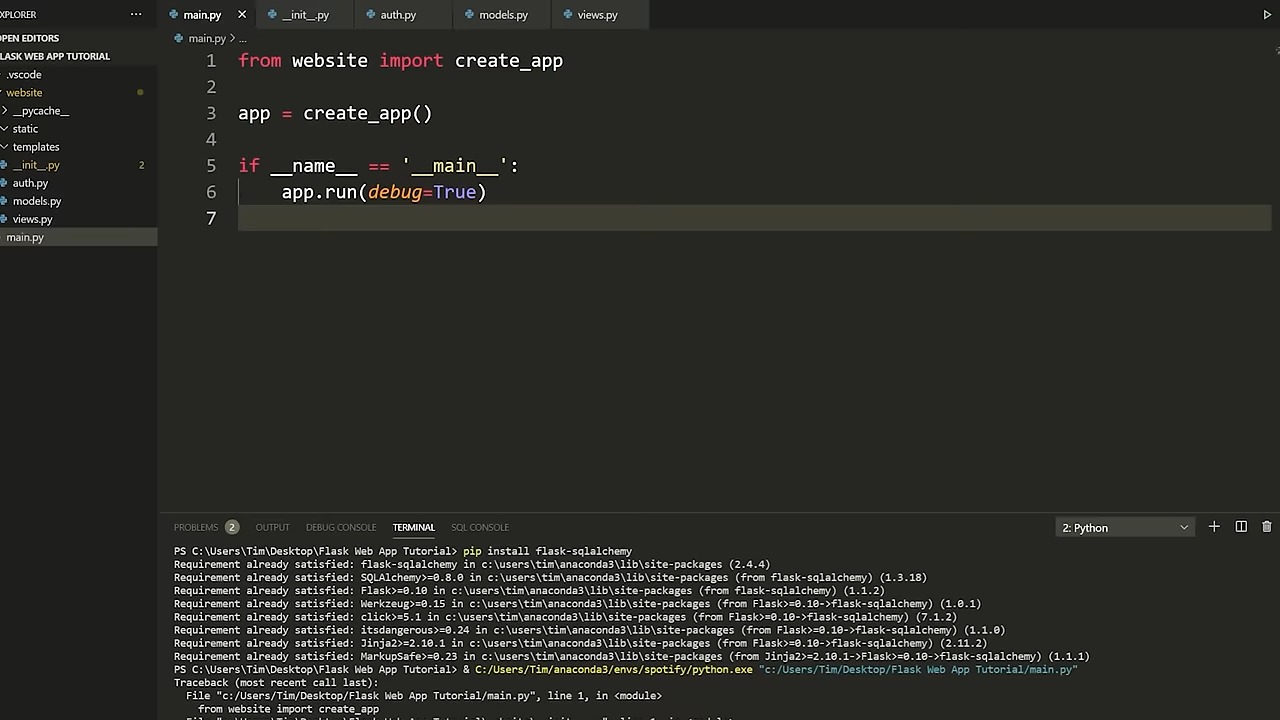 XPLORER ...
main.py
__init__.py
auth.py
models.py
views.py
OPEN EDITORS
LASK WEB APP TUTORIAL
.vscode
website
__pycache__
static
templates
__init__.py 2
auth.py
models.py
views.py
main.py
main.py > ...
1 from website import create_app
2
3 app = create_app()
4
5 if __name__ == '__main__':
6 app.run(debug=True)
7
PROBLEMS 2 OUTPUT DEBUG CONSOLE TERMINAL SQL CONSOLE 2: Python
PS C:\Users\Tim\Desktop\Flask Web App Tutorial> pip install flask-sqlalchemy
Requirement already satisfied: flask-sqlalchemy in c:\users\tim\anaconda3\lib\site-packages (2.4.4)
Requirement already satisfied: SQLAlchemy>=0.8.0 in c:\users\tim\anaconda3\lib\site-packages (from flask-sqlalchemy) (1.3.18)
Requirement already satisfied: Flask>=0.10 in c:\users\tim\anaconda3\lib\site-packages (from flask-sqlalchemy) (1.1.2)
Requirement already satisfied: Werkzeug>=0.15 in c:\users\tim\anaconda3\lib\site-packages (from Flask>=0.10->flask-sqlalchemy) (1.0.1)
Requirement already satisfied: click>=5.1 in c:\users\tim\anaconda3\lib\site-packages (from Flask>=0.10->flask-sqlalchemy) (7.1.2)
Requirement already satisfied: itsdangerous>=0.24 in c:\users\tim\anaconda3\lib\site-packages (from Flask>=0.10->flask-sqlalchemy) (1.1.0)
Requirement already satisfied: Jinja2>=2.10.1 in c:\users\tim\anaconda3\lib\site-packages (from Flask>=0.10->flask-sqlalchemy) (2.11.2)
Requirement already satisfied: MarkupSafe>=0.23 in c:\users\tim\anaconda3\lib\site-packages (from Jinja2>=2.10.1->Flask>=0.10->flask-sqlalchemy) (1.1.1)
PS C:\Users\Tim\Desktop\Flask Web App Tutorial> & C:/Users/Tim/anaconda3/envs/spotify/python.exe "c:/Users/Tim/Desktop/Flask Web App Tutorial/main.py"
Traceback (most recent call last):
File "c:/Users/Tim/Desktop/Flask Web App Tutorial/main.py", line 1, in <module>
from website import create_app